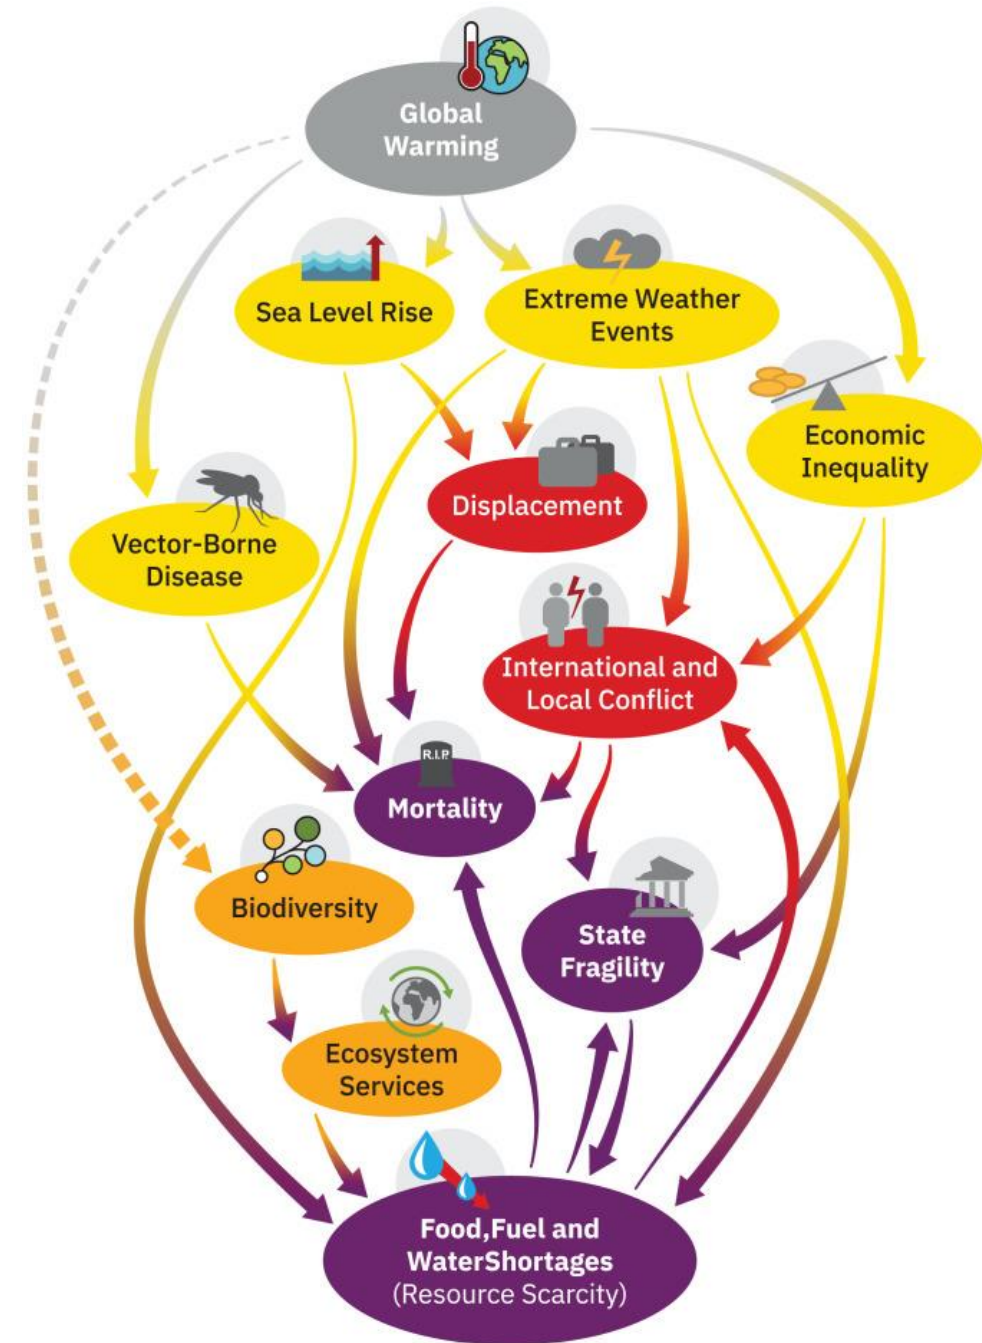 Global
Warming
Sea Level Rise
Extreme Weather
Events
Economic
Inequality
Displacement
Vector-Borne
Disease
International and
Local Conflict
R.I.P.
Mortality
Biodiversity
State
Fragility
Ecosystem
Services
Food,Fuel and
WaterShortages
(Resource Scarcity)